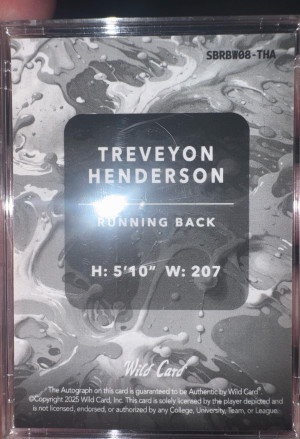 SBRBW08-THA
TREVEYON
HENDERSON
RUNNING BACK
H: 5'10" W: 207
Wild Card
"The Autograph on this card is guaranteed to be Authentic by Wild Card"
©Copyright 2025 Wild Card, Inc. This card is solely licensed by the player depicted and
is not licensed, endorsed, or authorized by any College, University, Team, or League.